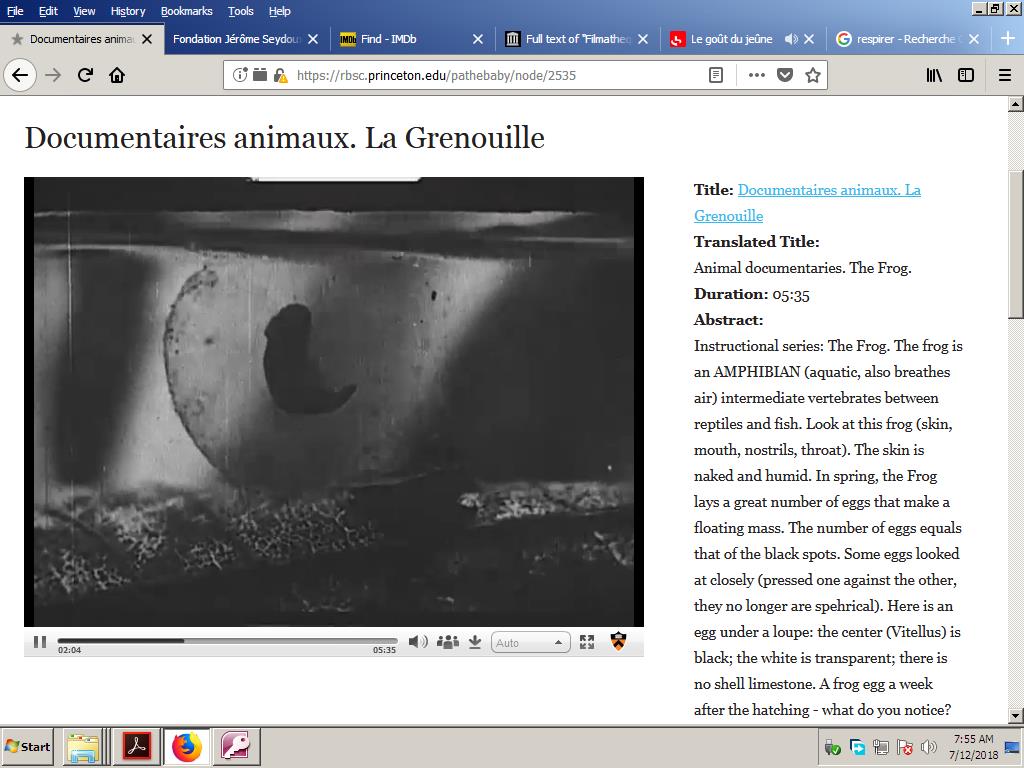 File Edit View History Bookmarks Tools Help
Documentaires anima
Fondation Jérôme Seydou
IMDb Find - IMDb
Full text of "Filmatheq
Le goût du jeûne
respirer - Recherche
https://rbsc.princeton.edu/pathebaby/node/2535
Documentaires animaux. La Grenouille
Title: Documentaires animaux. La
Grenouille
Translated Title:
Animal documentaries. The Frog.
Duration: 05:35
Abstract:
Instructional series: The Frog. The frog is
an AMPHIBIAN (aquatic, also breathes
air) intermediate vertebrates between
reptiles and fish. Look at this frog (skin,
mouth, nostrils, throat). The skin is
naked and humid. In spring, the Frog
lays a great number of eggs that make a
floating mass. The number of eggs equals
that of the black spots. Some eggs looked
at closely (pressed one against the other,
they no longer are spehrical). Here is an
egg under a loupe: the center (Vitellus) is
black; the white is transparent; there is
no shell limestone. A frog egg a week
after the hatching - what do you notice?
02:04
05:35
Auto
Start
7:55 AM
7/12/2018